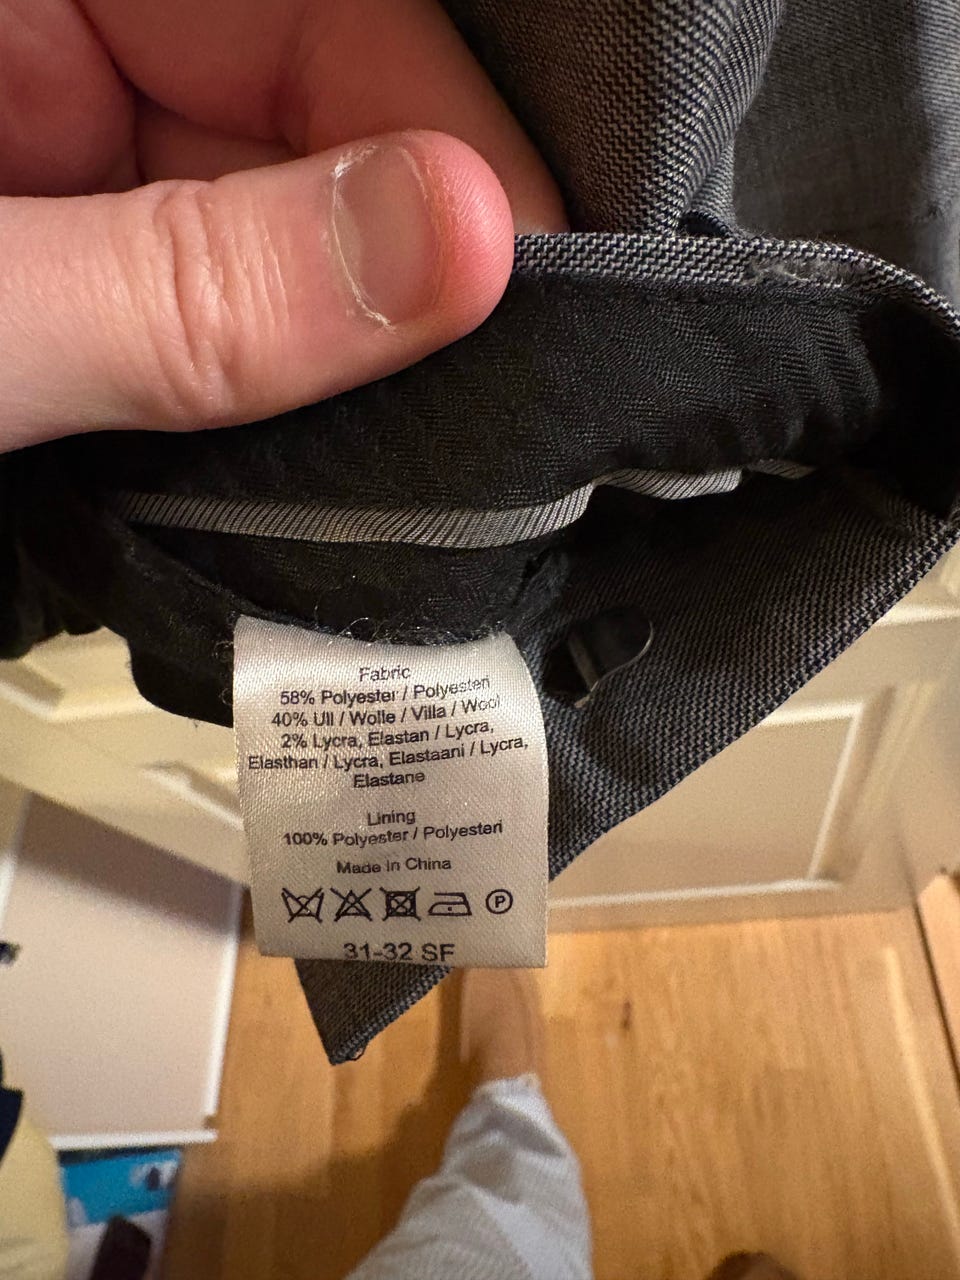 Fabric
58% Polyester / Polyesteri
40% Ull / Wolle / Villa / Wool
2% Lycra, Elastan / Lycra,
Elasthan / Lycra, Elastaani / Lycra,
Elastane
Lining
100% Polyester / Polyesteri
Made in China
P
31-32 SF